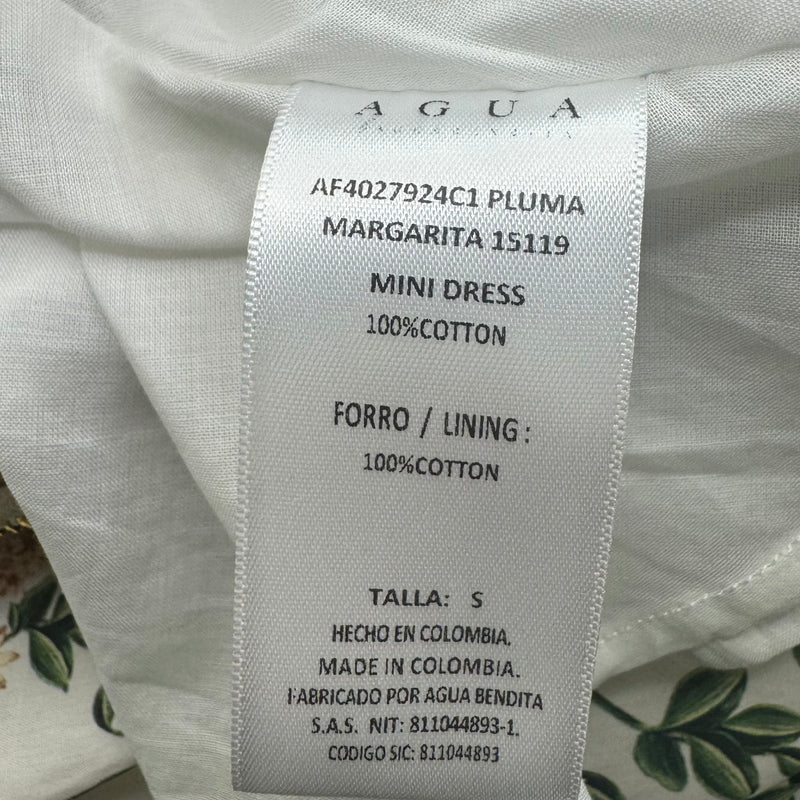 AGUA
AF4027924C1 PLUMA
MARGARITA 15119
MINI DRESS
100%COTTON
FORRO / LINING:
100%COTTON
TALLA: S
HECHO EN COLOMBIA.
MADE IN COLOMBIA.
FABRICADO POR AGUA BENDITA
S.A.S. NIT: 811044893-1.
CODIGO SIC: 811044893